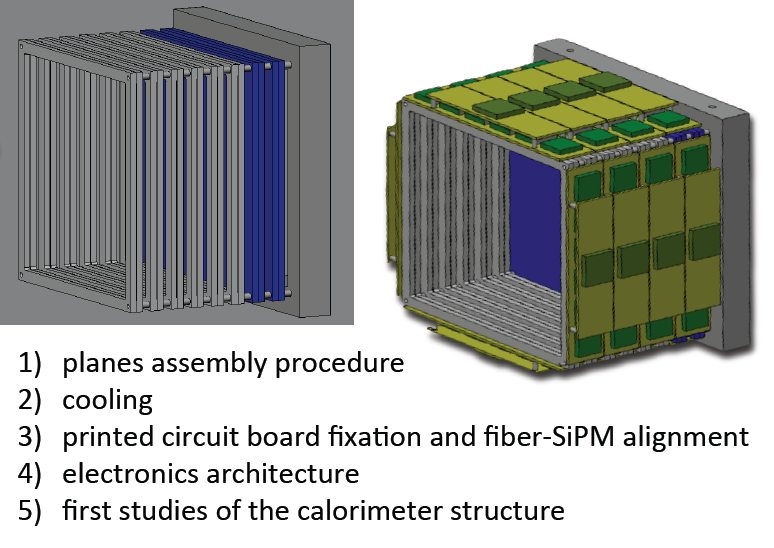 1) planes assembly procedure
2) cooling
3) printed circuit board fixation and fiber-SiPM alignment
4) electronics architecture
5) first studies of the calorimeter structure